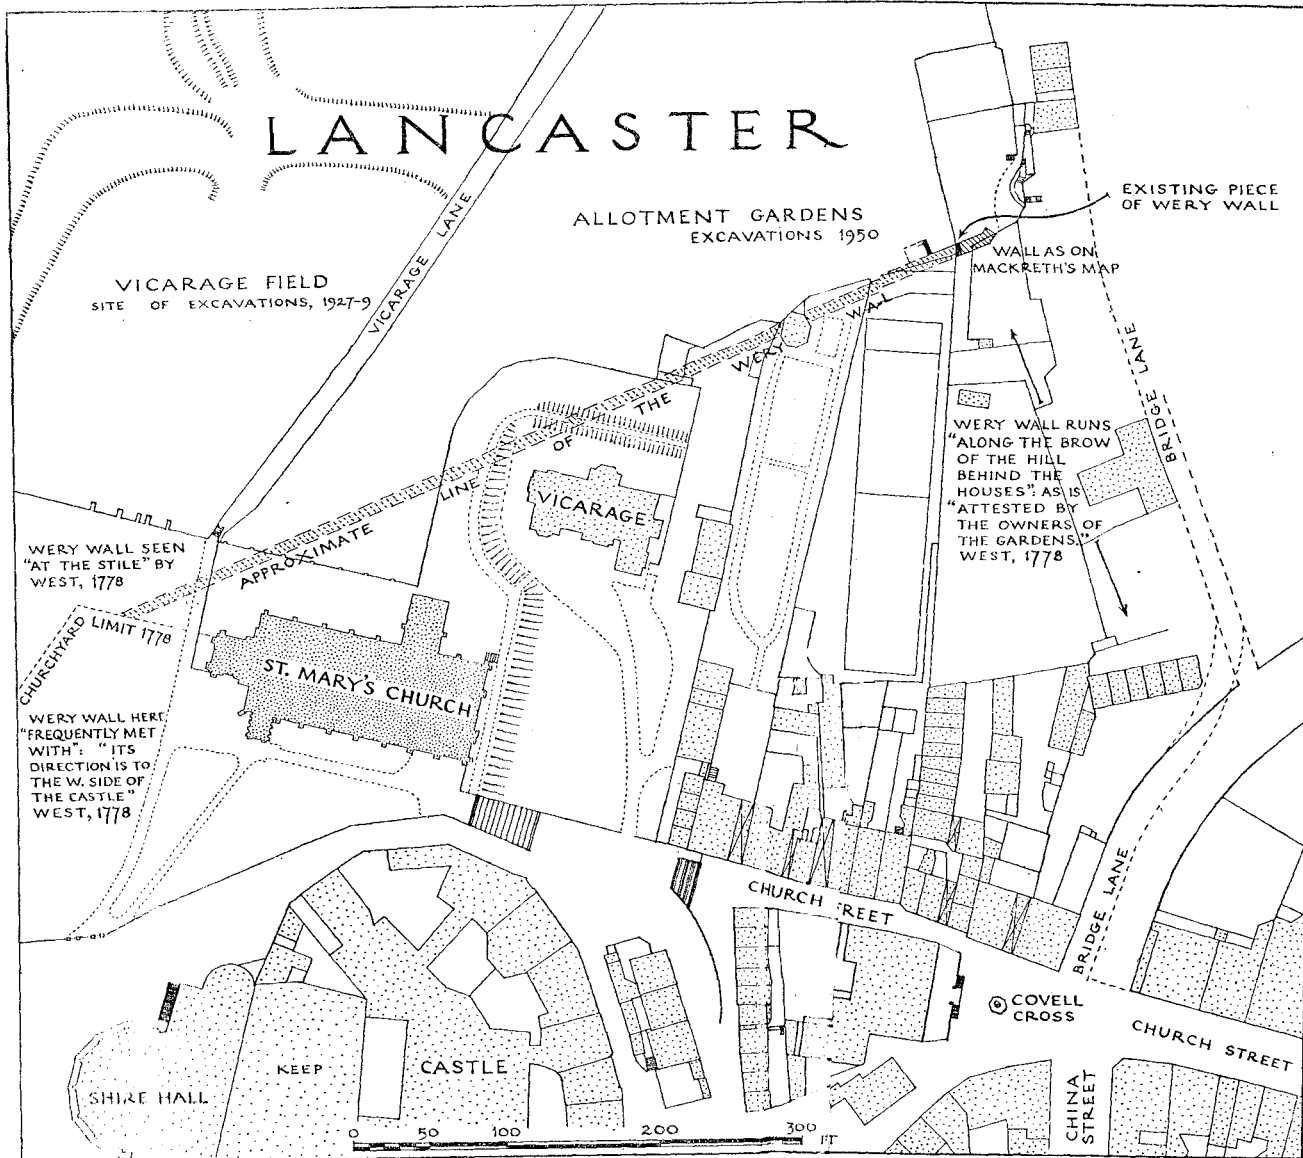 LANCASTER
ALLOTMENT GARDENS
EXCAVATIONS 1950
EXISTING PIECE
OF WERY WALL
WALL AS ON
MACKRETH'S MAP
VICARAGE FIELD
SITE OF EXCAVATIONS, 1927-9
VICARAGE LANE
APPROXIMATE LINE OF THE WERY WAL
BRIDGE LANE
WERY WALL RUNS
"ALONG THE BROW
OF THE HILL
BEHIND THE
HOUSES": AS IS
"ATTESTED BY
THE OWNERS OF
THE GARDENS."
WEST, 1778
VICARAGE
WERY WALL SEEN
"AT THE STILE" BY
WEST, 1778
CHURCHYARD LIMIT 1778
ST. MARY'S CHURCH
WERY WALL HERE
"FREQUENTLY MET
WITH": "ITS
DIRECTION IS TO
THE W. SIDE OF
THE CASTLE"
WEST, 1778
CHURCH REET
BRIDGE LANE
COVELL
CROSS
CHURCH STREET
CHINA
STREET
SHIRE HALL
KEEP
CASTLE
0 50 100 200 300 FT